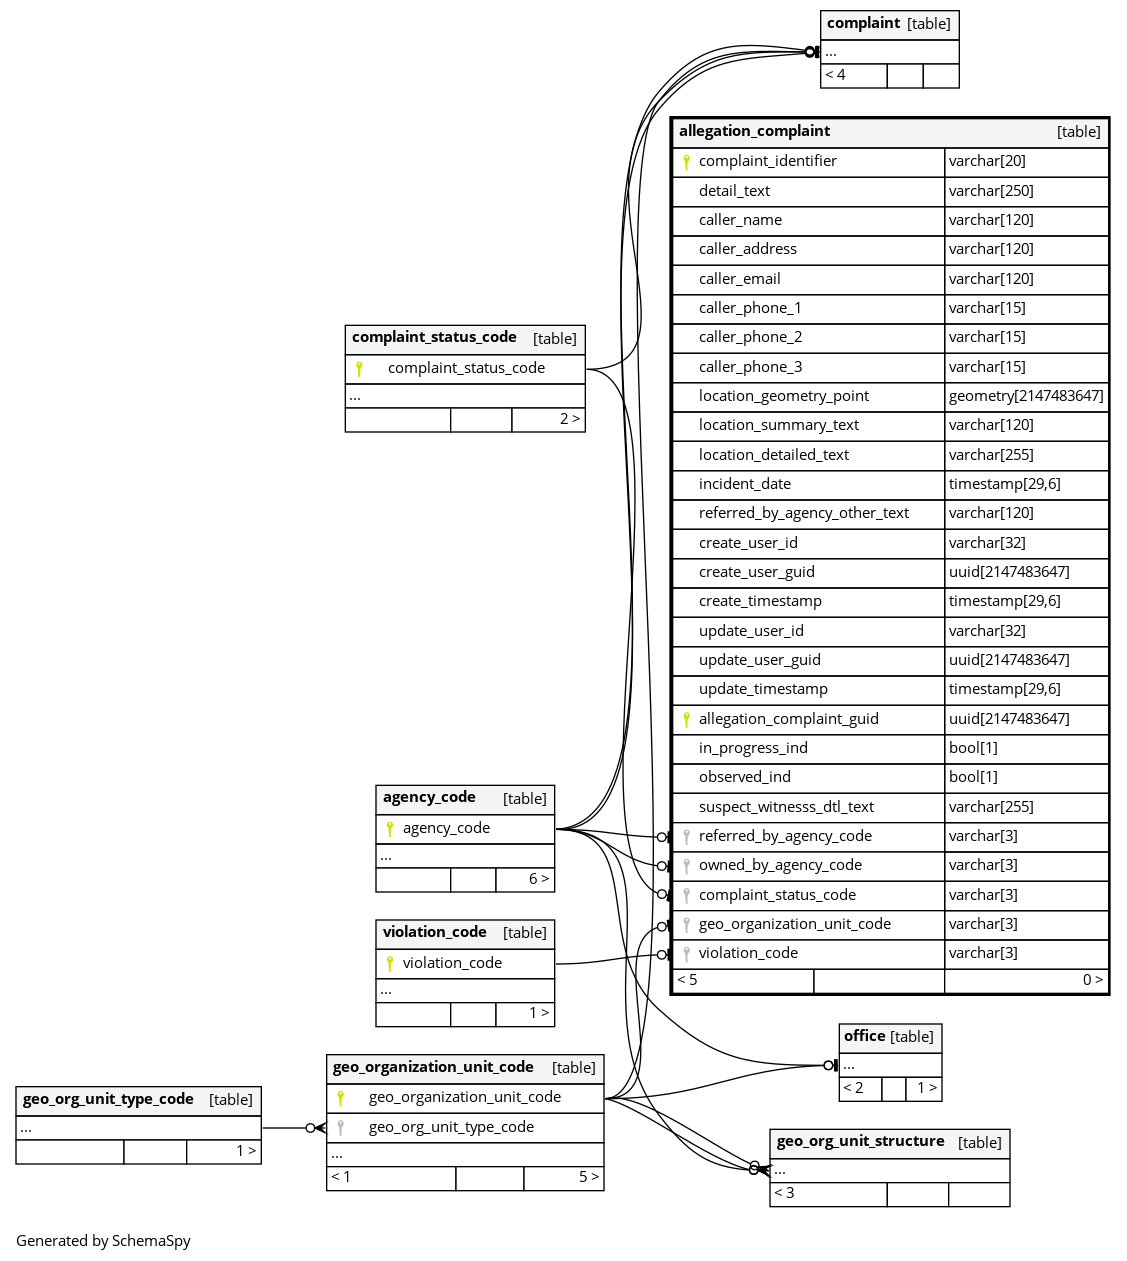 complaint [table]
...
< 4
allegation_complaint [table]
complaint_identifier varchar[20]
detail_text varchar[250]
caller_name varchar[120]
caller_address varchar[120]
caller_email varchar[120]
caller_phone_1 varchar[15]
caller_phone_2 varchar[15]
caller_phone_3 varchar[15]
location_geometry_point geometry[2147483647]
location_summary_text varchar[120]
location_detailed_text varchar[255]
incident_date timestamp[29,6]
referred_by_agency_other_text varchar[120]
create_user_id varchar[32]
create_user_guid uuid[2147483647]
create_timestamp timestamp[29,6]
update_user_id varchar[32]
update_user_guid uuid[2147483647]
update_timestamp timestamp[29,6]
allegation_complaint_guid uuid[2147483647]
in_progress_ind bool[1]
observed_ind bool[1]
suspect_witnesss_dtl_text varchar[255]
referred_by_agency_code varchar[3]
owned_by_agency_code varchar[3]
complaint_status_code varchar[3]
geo_organization_unit_code varchar[3]
violation_code varchar[3]
< 5 0 >
complaint_status_code [table]
complaint_status_code
...
2 >
agency_code [table]
agency_code
...
6 >
violation_code [table]
violation_code
...
1 >
office [table]
...
< 2 1 >
geo_organization_unit_code [table]
geo_organization_unit_code
geo_org_unit_type_code
...
< 1 5 >
geo_org_unit_type_code [table]
...
1 >
geo_org_unit_structure [table]
...
< 3
Generated by SchemaSpy